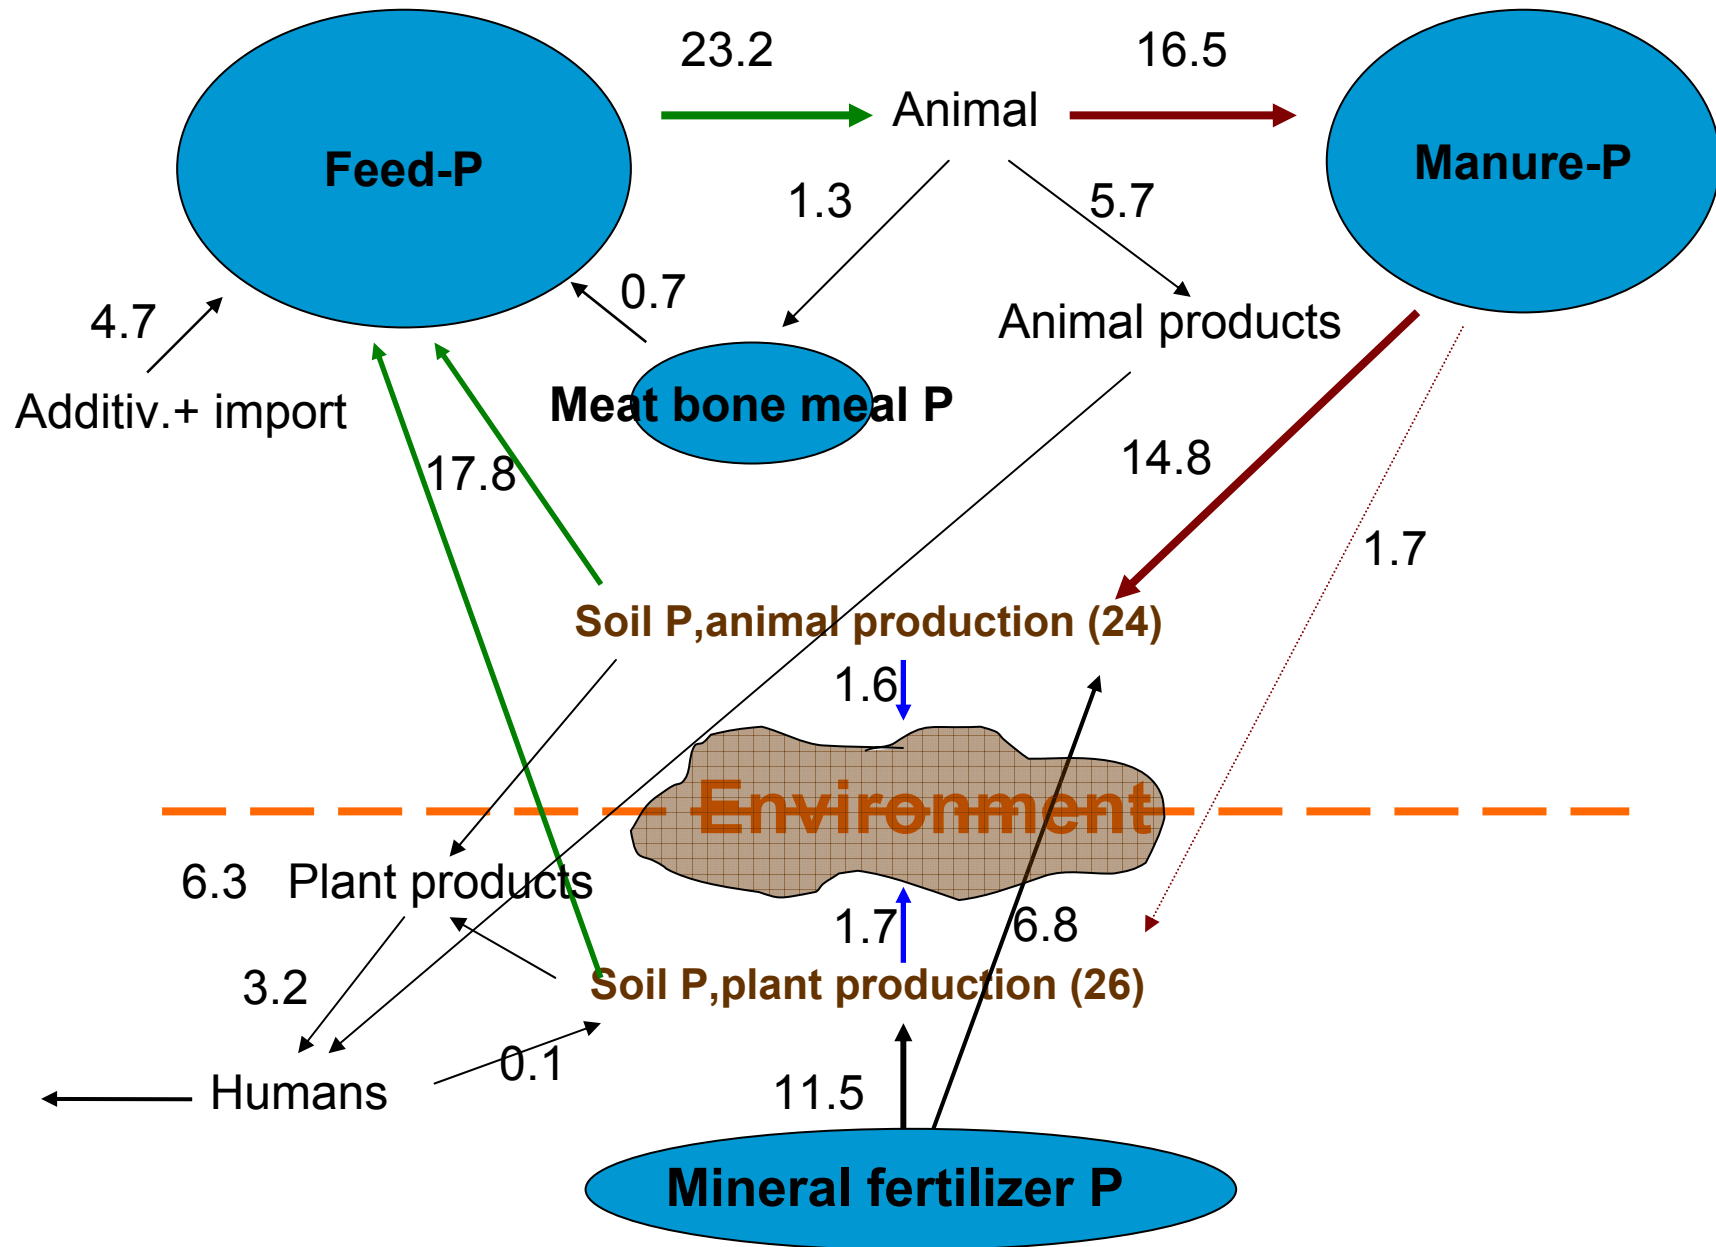 23.2
16.5
Animal
Feed-P
Manure-P
1.3
5.7
0.7
4.7
Animal products
Additiv.+ import
Meat bone meal P
17.8
14.8
1.7
Soil P,animal production (24)
1.6
Environment
6.3
Plant products
1.7
6.8
3.2
Soil P,plant production (26)
0.1
Humans
11.5
Mineral fertilizer P